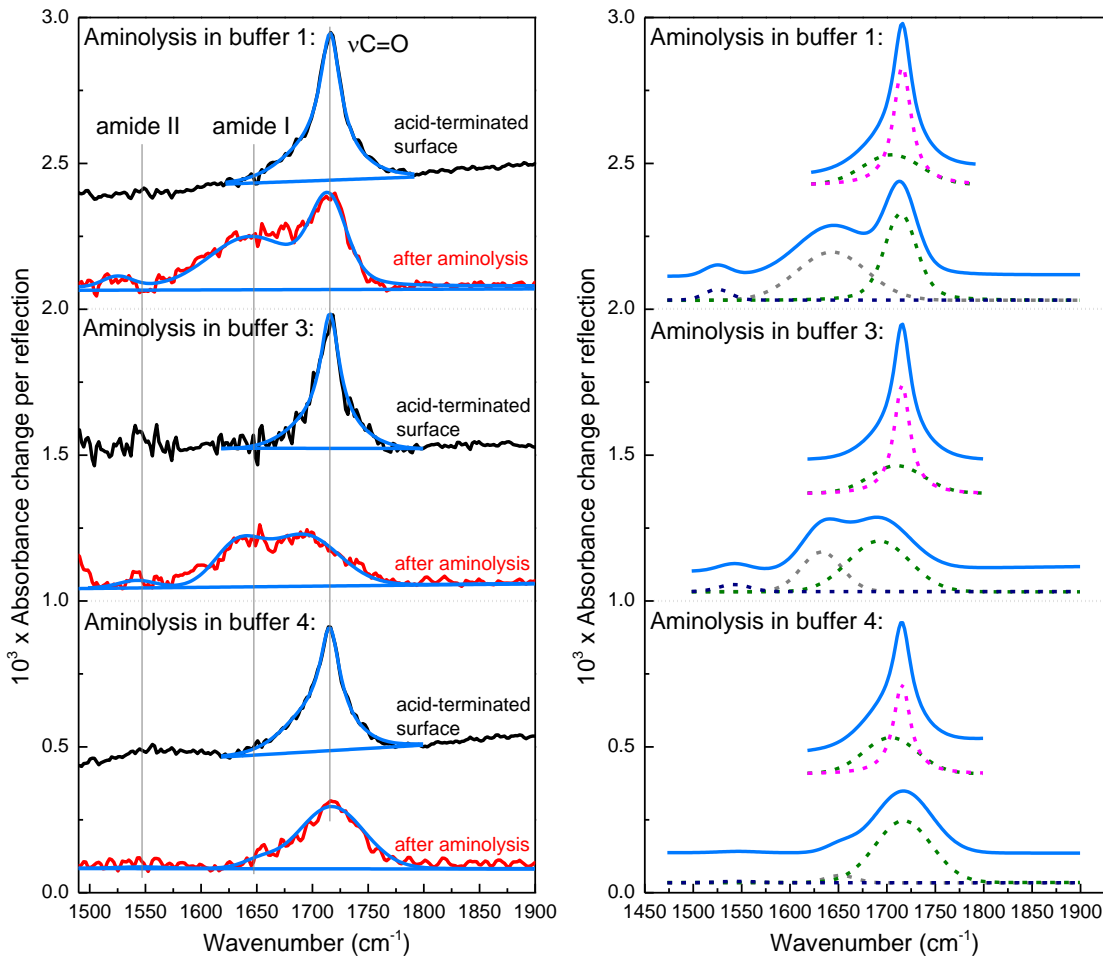 Aminolysis in buffer 1:
νC=O
amide II
amide I
acid-terminated
surface
after aminolysis
Aminolysis in buffer 3:
acid-terminated
surface
after aminolysis
Aminolysis in buffer 4:
acid-terminated
surface
after aminolysis
10³ x Absorbance change per reflection
3.0
2.5
2.0
1.5
1.0
0.5
0.0
1500 1550 1600 1650 1700 1750 1800 1850 1900
Wavenumber (cm⁻¹)
Aminolysis in buffer 1:
Aminolysis in buffer 3:
Aminolysis in buffer 4:
10³ x Absorbance change per reflection
3.0
2.5
2.0
1.5
1.0
0.5
0.0
1450 1500 1550 1600 1650 1700 1750 1800 1850 1900
Wavenumber (cm⁻¹)